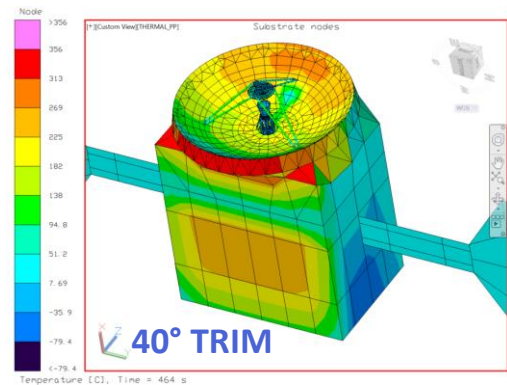 Node
[+][Custom View][THERMAL_PP]
Substrate nodes
>356
356
313
269
225
182
138
94.8
51.2
7.69
-35.9
-79.4
<-79.4
WCS
X
Z
Y
40° TRIM
Temperature [C], Time = 464 s